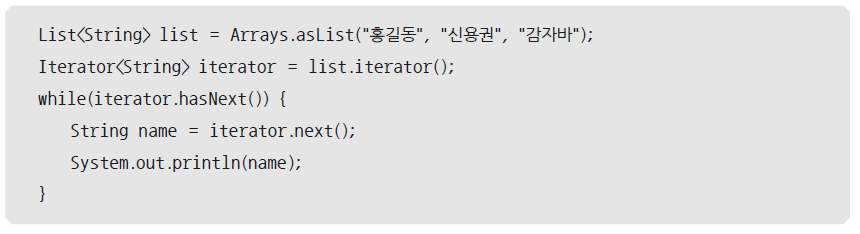 List<String> list = Arrays.asList("홍길동", "신용권", "감자바");
Iterator<String> iterator = list.iterator();
while(iterator.hasNext()) {
String name = iterator.next();
System.out.println(name);
}